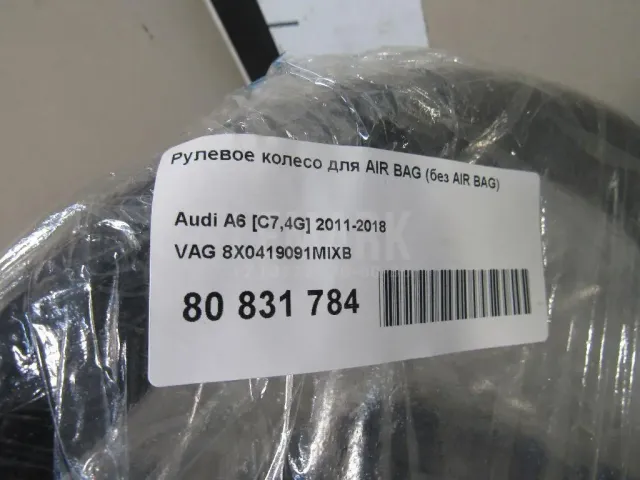 Рулевое колесо для AIR BAG (без AIR BAG)
Audi A6 [C7,4G] 2011-2018
VAG 8X0419091MIXB
80 831 784